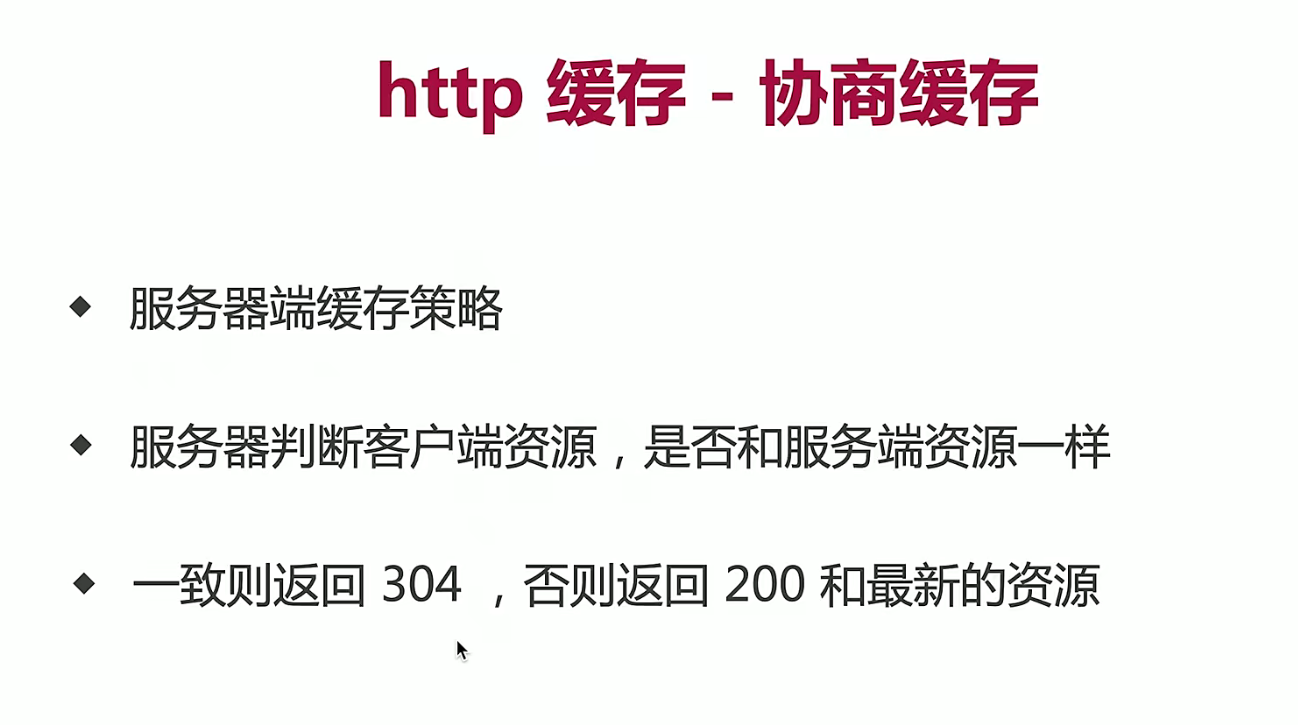 http 缓存 - 协商缓存
◆ 服务器端缓存策略
◆ 服务器判断客户端资源，是否和服务端资源一样
◆ 一致则返回 304 ，否则返回 200 和最新的资源